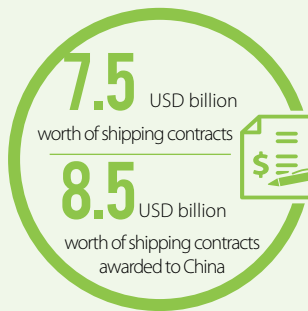 7.5 USD billion
worth of shipping contracts
8.5 USD billion
worth of shipping contracts
awarded to China
$